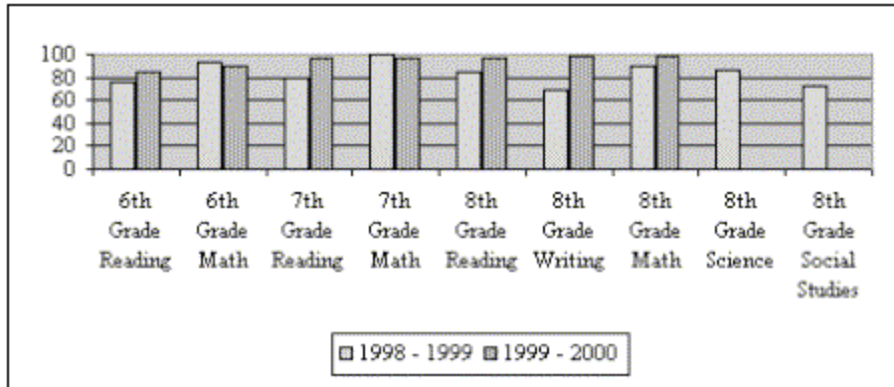 100
80
60
40
20
0
6th Grade Reading
6th Grade Math
7th Grade Reading
7th Grade Math
8th Grade Reading
8th Grade Writing
8th Grade Math
8th Grade Science
8th Grade Social Studies
1998 - 1999 1999 - 2000